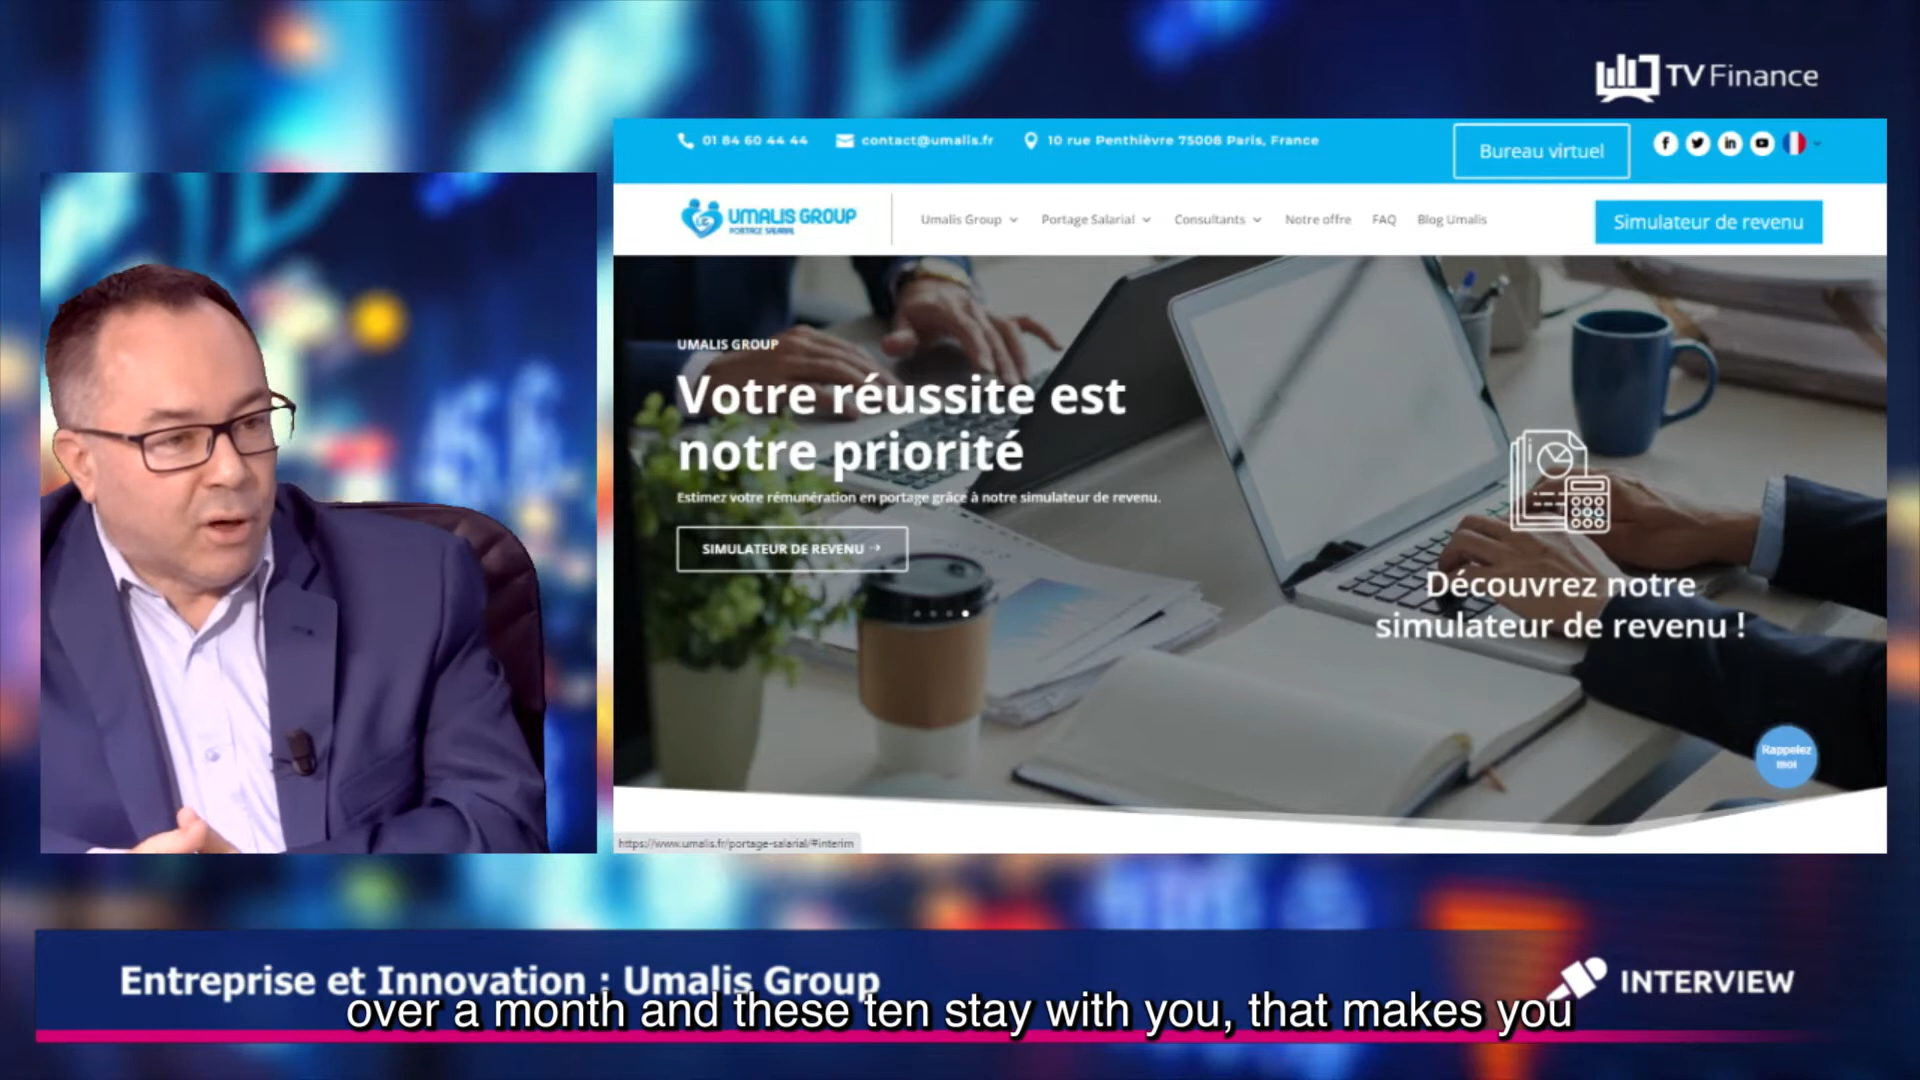 TV Finance
01 84 60 44 44
contact@umalis.fr
10 rue Penthièvre 75008 Paris, France
Bureau virtuel
UMALIS GROUP
PORTAGE SALARIAL
Umalis Group
Portage Salarial
Consultants
Notre offre
FAQ
Blog Umalis
Simulateur de revenu
UMALIS GROUP
Votre réussite est
notre priorité
Estimez votre rémunération en portage grâce à notre simulateur de revenu.
SIMULATEUR DE REVENU →
Découvrez notre
simulateur de revenu !
Rappelez
moi
https://www.umalis.fr/portage-salarial/#interim
Entreprise et Innovation : Umalis Group
INTERVIEW
over a month and these ten stay with you, that makes you